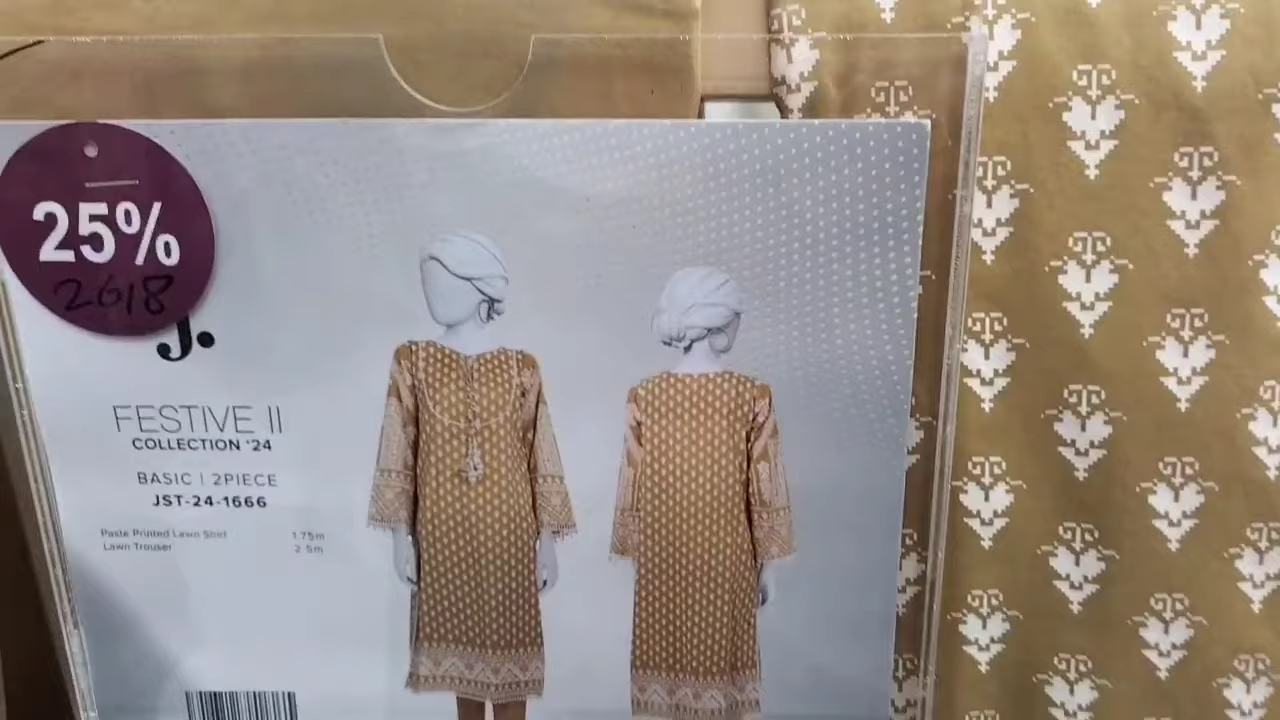 25%
2618
J.
FESTIVE II
COLLECTION '24
BASIC | 2PIECE
JST-24-1666
Paste Printed Lawn Shirt 1.75m
Lawn Trouser 2.5m